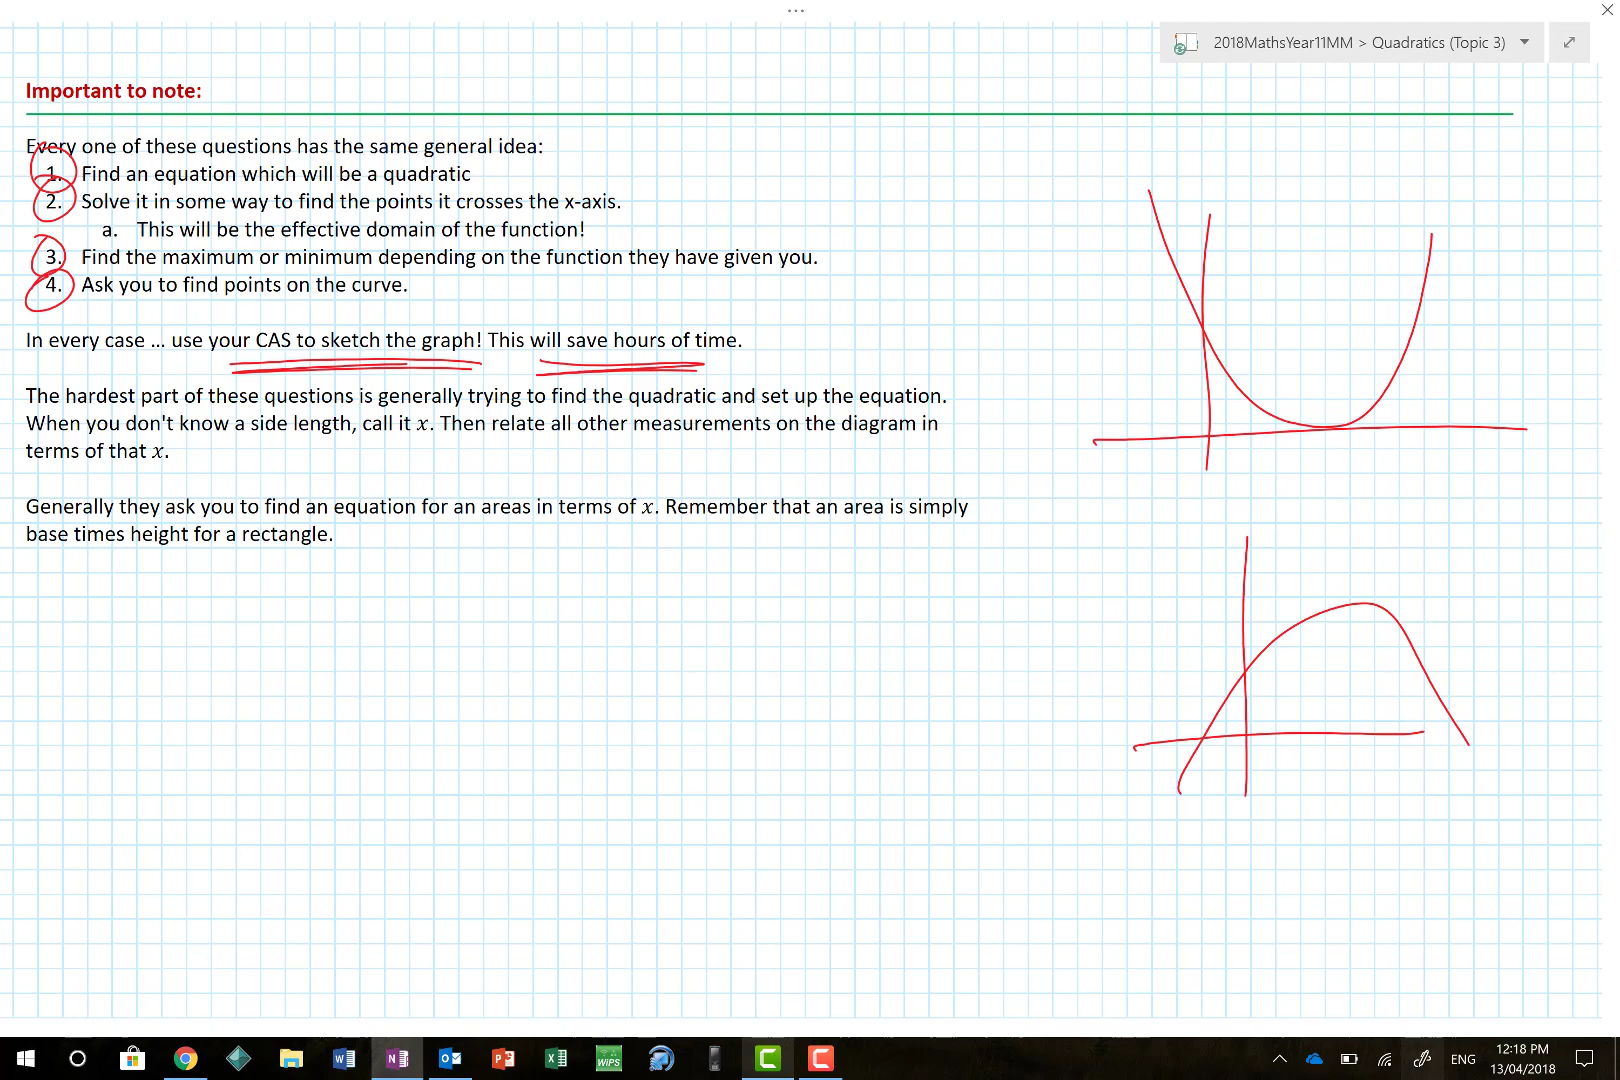 2018MathsYear11MM > Quadratics (Topic 3)
Important to note:
Every one of these questions has the same general idea:
1. Find an equation which will be a quadratic
2. Solve it in some way to find the points it crosses the x-axis.
a. This will be the effective domain of the function!
3. Find the maximum or minimum depending on the function they have given you.
4. Ask you to find points on the curve.
In every case ... use your CAS to sketch the graph! This will save hours of time.
The hardest part of these questions is generally trying to find the quadratic and set up the equation.
When you don't know a side length, call it x. Then relate all other measurements on the diagram in
terms of that x.
Generally they ask you to find an equation for an areas in terms of x. Remember that an area is simply
base times height for a rectangle.
WiPS
ENG
12:18 PM
13/04/2018